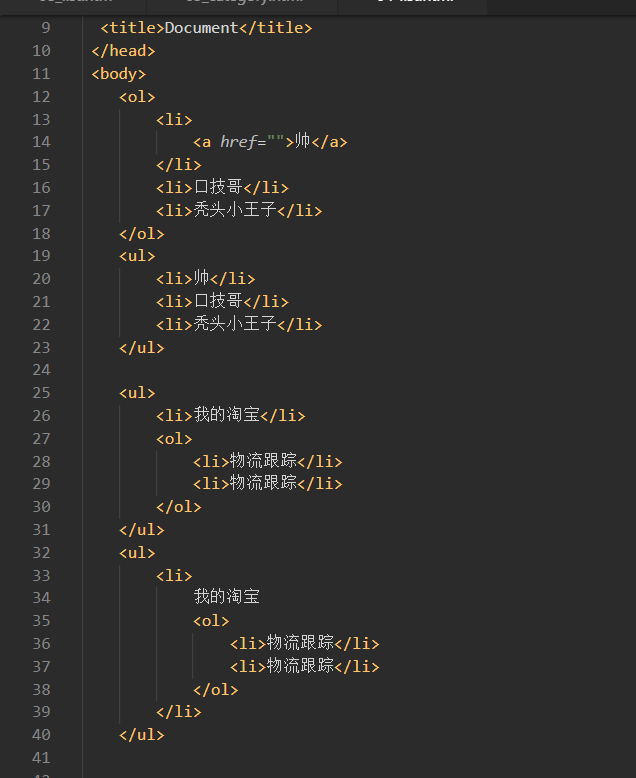 9 <title>Document</title>
10 </head>
11 <body>
12 <ol>
13 <li>
14 <a href="">帅</a>
15 </li>
16 <li>口技哥</li>
17 <li>秃头小王子</li>
18 </ol>
19 <ul>
20 <li>帅</li>
21 <li>口技哥</li>
22 <li>秃头小王子</li>
23 </ul>
24
25 <ul>
26 <li>我的淘宝</li>
27 <ol>
28 <li>物流跟踪</li>
29 <li>物流跟踪</li>
30 </ol>
31 </ul>
32 <ul>
33 <li>
34 我的淘宝
35 <ol>
36 <li>物流跟踪</li>
37 <li>物流跟踪</li>
38 </ol>
39 </li>
40 </ul>
41